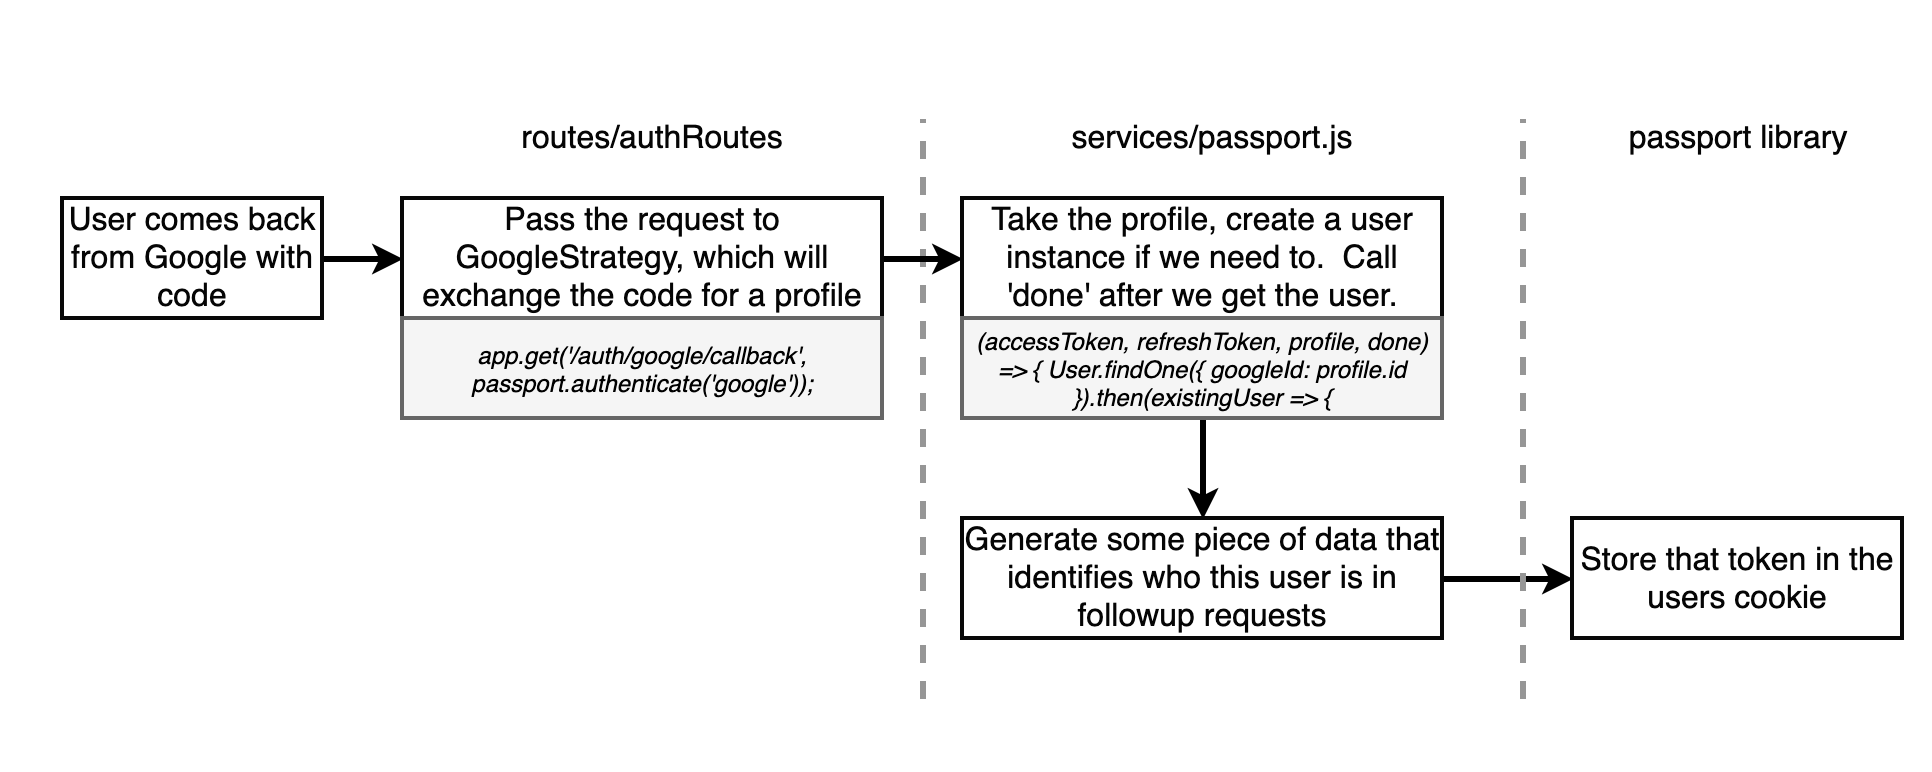 routes/authRoutes
services/passport.js
passport library
User comes back
from Google with
code
Pass the request to
GoogleStrategy, which will
exchange the code for a profile
app.get('/auth/google/callback',
passport.authenticate('google'));
Take the profile, create a user
instance if we need to.  Call
'done' after we get the user.
(accessToken, refreshToken, profile, done)
=> { User.findOne({ googleId: profile.id
}).then(existingUser => {
Generate some piece of data that
identifies who this user is in
followup requests
Store that token in the
users cookie